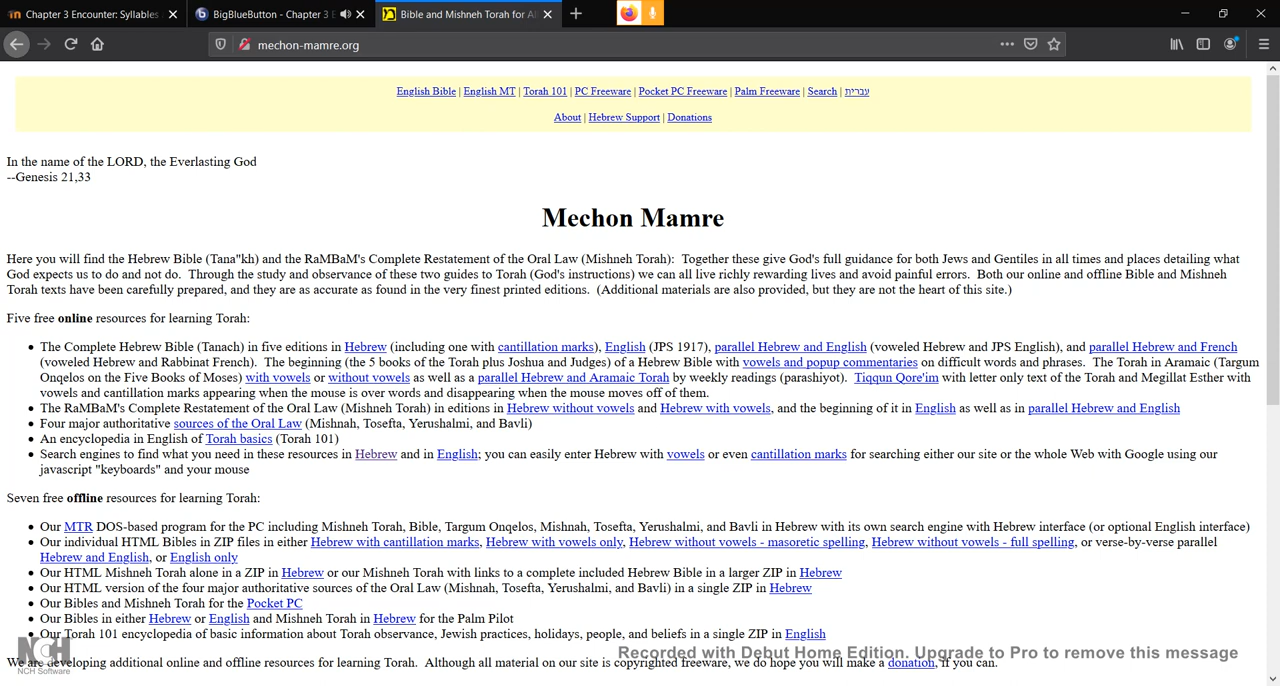 Chapter 3 Encounter: Syllables
BigBlueButton - Chapter 3 E
Bible and Mishneh Torah for A
mechon-mamre.org
English Bible | English MT | Torah 101 | PC Freeware | Pocket PC Freeware | Palm Freeware | Search | עברית
About | Hebrew Support | Donations
In the name of the LORD, the Everlasting God
--Genesis 21,33
Mechon Mamre
Here you will find the Hebrew Bible (Tana"kh) and the RaMBaM's Complete Restatement of the Oral Law (Mishneh Torah):  Together these give God's full guidance for both Jews and Gentiles in all times and places detailing what
God expects us to do and not do.  Through the study and observance of these two guides to Torah (God's instructions) we can all live richly rewarding lives and avoid painful errors.  Both our online and offline Bible and Mishneh
Torah texts have been carefully prepared, and they are as accurate as found in the very finest printed editions.  (Additional materials are also provided, but they are not the heart of this site.)
Five free online resources for learning Torah:
• The Complete Hebrew Bible (Tanach) in five editions in Hebrew (including one with cantillation marks), English (JPS 1917), parallel Hebrew and English (voweled Hebrew and JPS English), and parallel Hebrew and French
(voweled Hebrew and Rabbinat French).  The beginning (the 5 books of the Torah plus Joshua and Judges) of a Hebrew Bible with vowels and popup commentaries on difficult words and phrases.  The Torah in Aramaic (Targum
Onqelos on the Five Books of Moses) with vowels or without vowels as well as a parallel Hebrew and Aramaic Torah by weekly readings (parashiyot).  Tiqqun Qore'im with letter only text of the Torah and Megillat Esther with
vowels and cantillation marks appearing when the mouse is over words and disappearing when the mouse moves off of them.
• The RaMBaM's Complete Restatement of the Oral Law (Mishneh Torah) in editions in Hebrew without vowels and Hebrew with vowels, and the beginning of it in English as well as in parallel Hebrew and English
• Four major authoritative sources of the Oral Law (Mishnah, Tosefta, Yerushalmi, and Bavli)
• An encyclopedia in English of Torah basics (Torah 101)
• Search engines to find what you need in these resources in Hebrew and in English; you can easily enter Hebrew with vowels or even cantillation marks for searching either our site or the whole Web with Google using our
javascript "keyboards" and your mouse
Seven free offline resources for learning Torah:
• Our MTR DOS-based program for the PC including Mishneh Torah, Bible, Targum Onqelos, Mishnah, Tosefta, Yerushalmi, and Bavli in Hebrew with its own search engine with Hebrew interface (or optional English interface)
• Our individual HTML Bibles in ZIP files in either Hebrew with cantillation marks, Hebrew with vowels only, Hebrew without vowels - masoretic spelling, Hebrew without vowels - full spelling, or verse-by-verse parallel
Hebrew and English, or English only
• Our HTML Mishneh Torah alone in a ZIP in Hebrew or our Mishneh Torah with links to a complete included Hebrew Bible in a larger ZIP in Hebrew
• Our HTML version of the four major authoritative sources of the Oral Law (Mishnah, Tosefta, Yerushalmi, and Bavli) in a single ZIP in Hebrew
• Our Bibles and Mishneh Torah for the Pocket PC
• Our Bibles in either Hebrew or English and Mishneh Torah in Hebrew for the Palm Pilot
• Our Torah 101 encyclopedia of basic information about Torah observance, Jewish practices, holidays, people, and beliefs in a single ZIP in English
We are developing additional online and offline resources for learning Torah.  Although all material on our site is copyrighted freeware, we do hope you will make a donation, if you can.
NCH
NCH Software
Recorded with Debut Home Edition. Upgrade to Pro to remove this message